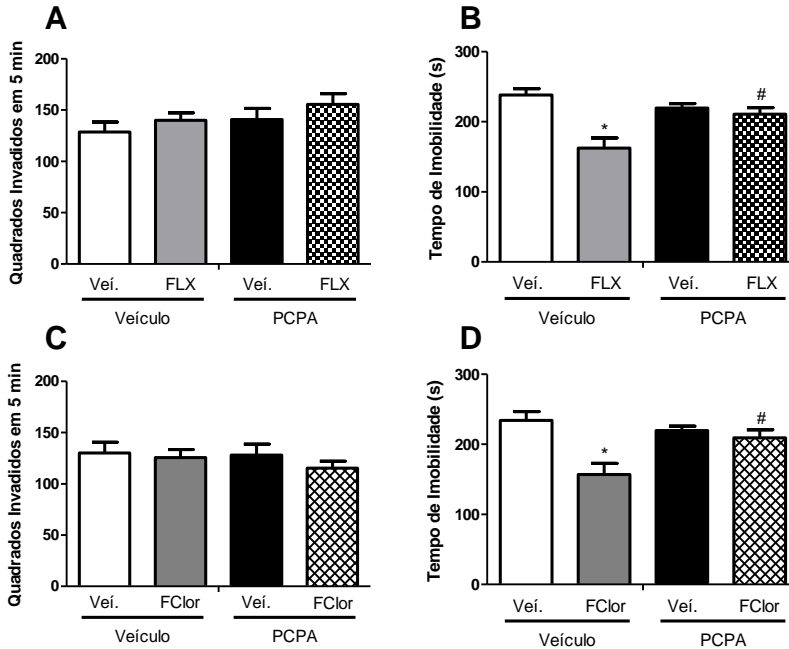 A
Quadrados Invadidos em 5 min
200
150
100
50
0
Veí. FLX Veí. FLX
Veículo PCPA
B
Tempo de Imobilidade (s)
300
200
100
0
*
#
Veí. FLX Veí. FLX
Veículo PCPA
C
Quadrados Invadidos em 5 min
200
150
100
50
0
Veí. FClor Veí. FClor
Veículo PCPA
D
Tempo de Imobilidade (s)
300
200
100
0
*
#
Veí. FClor Veí. FClor
Veículo PCPA